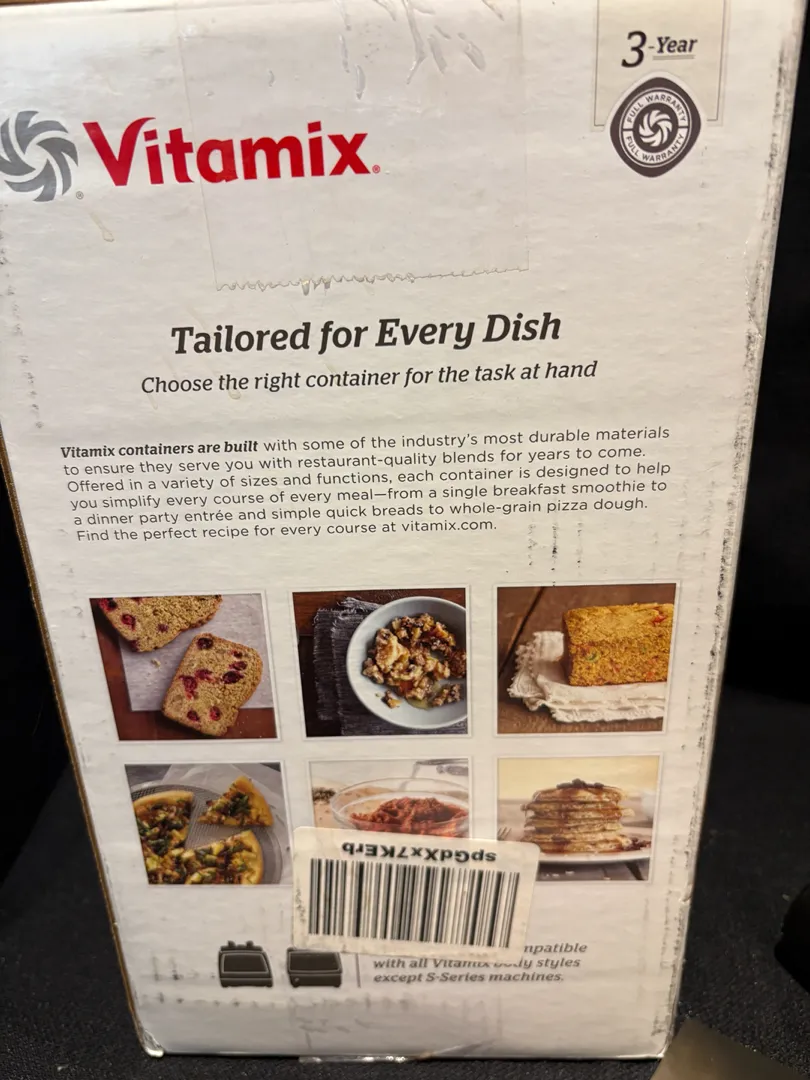 3-Year
FULL WARRANTY
FULL WARRANTY
Vitamix®
Tailored for Every Dish
Choose the right container for the task at hand
Vitamix containers are built with some of the industry's most durable materials
to ensure they serve you with restaurant-quality blends for years to come.
Offered in a variety of sizes and functions, each container is designed to help
you simplify every course of every meal—from a single breakfast smoothie to
a dinner party entrée and simple quick breads to whole-grain pizza dough.
Find the perfect recipe for every course at vitamix.com.
spGdXx7KErb
mpatible
with all Vitamix body styles
except S-Series machines.